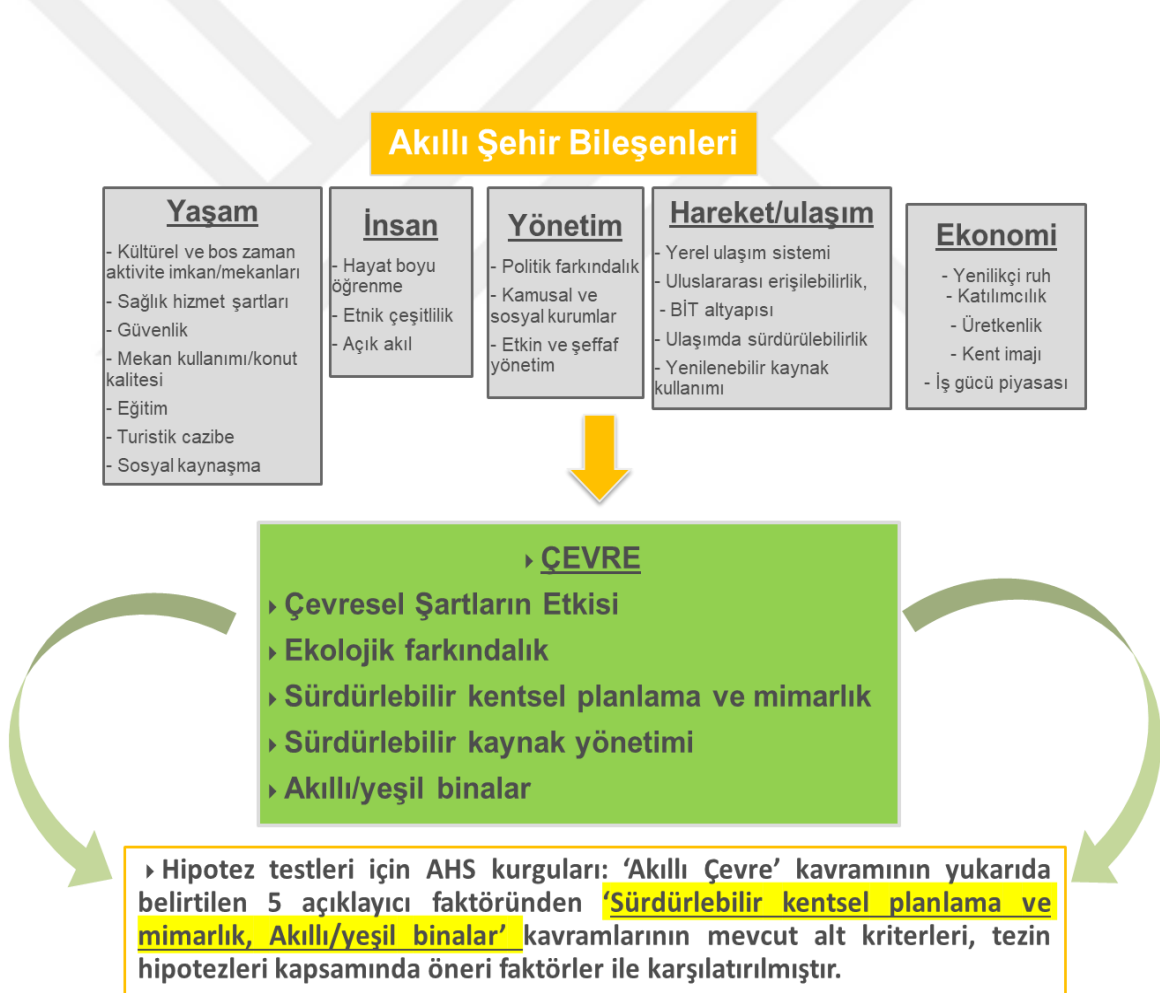 Akıllı Şehir Bileşenleri
Yaşam
- Kültürel ve bos zaman
aktivite imkan/mekanları
- Sağlık hizmet şartları
- Güvenlik
- Mekan kullanımı/konut
kalitesi
- Eğitim
- Turistik cazibe
- Sosyal kaynaşma
İnsan
- Hayat boyu
öğrenme
- Etnik çeşitlilik
- Açık akıl
Yönetim
- Politik farkındalık
- Kamusal ve
sosyal kurumlar
- Etkin ve şeffaf
yönetim
Hareket/ulaşım
- Yerel ulaşım sistemi
- Uluslararası erişilebilirlik,
- BİT altyapısı
- Ulaşımda sürdürülebilirlik
- Yenilenebilir kaynak
kullanımı
Ekonomi
- Yenilikçi ruh
- Katılımcılık
- Üretkenlik
- Kent imajı
- İş gücü piyasası
ÇEVRE
Çevresel Şartların Etkisi
Ekolojik farkındalık
Sürdürlebilir kentsel planlama ve mimarlık
Sürdürlebilir kaynak yönetimi
Akıllı/yeşil binalar
Hipotez testleri için AHS kurguları: ‘Akıllı Çevre’ kavramının yukarıda
belirtilen 5 açıklayıcı faktöründen ‘Sürdürlebilir kentsel planlama ve
mimarlık, Akıllı/yeşil binalar’ kavramlarının mevcut alt kriterleri, tezin
hipotezleri kapsamında öneri faktörler ile karşılatırılmıştır.